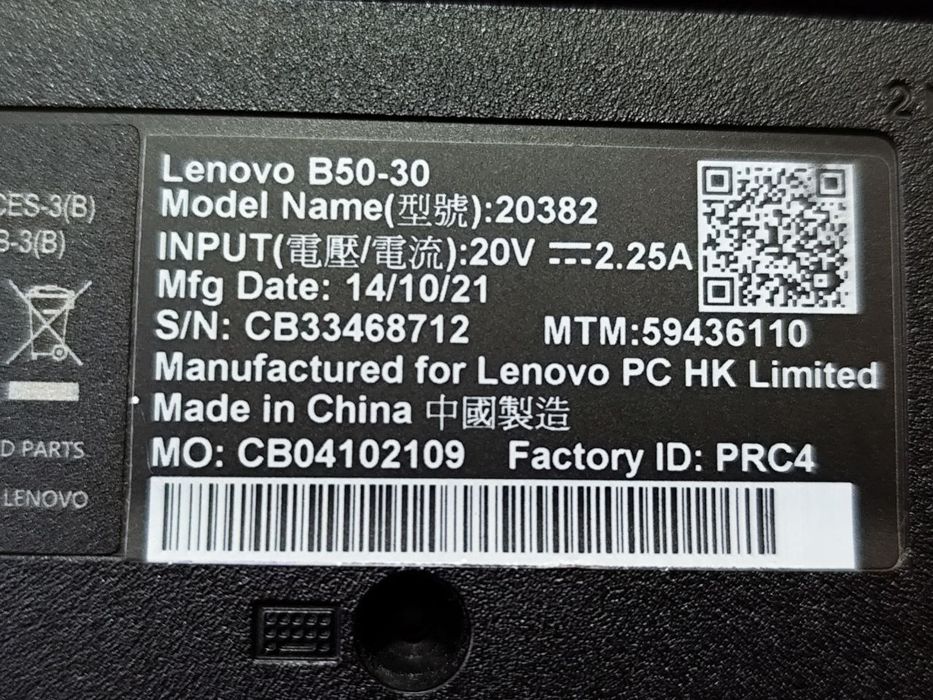 Lenovo B50-30
Model Name(型號):20382
INPUT(電壓/電流):20V ⎓2.25A
Mfg Date: 14/10/21
S/N: CB33468712 MTM:59436110
Manufactured for Lenovo PC HK Limited
Made in China 中國製造
MO: CB04102109 Factory ID: PRC4
CES-3(B)
3-3(B)
D PARTS
LENOVO